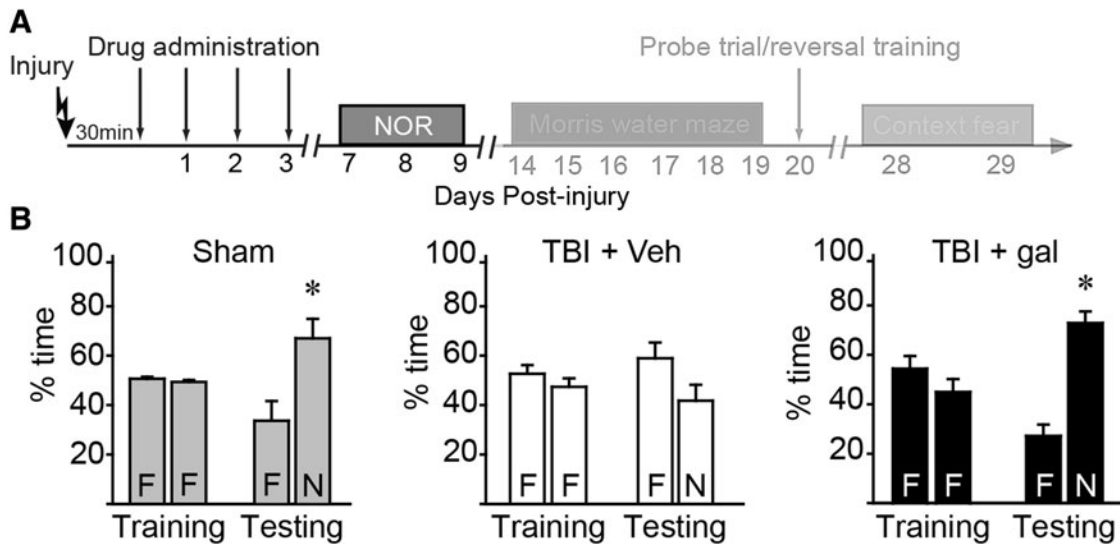 A
Drug administration
Probe trial/reversal training
Injury
30min
NOR
Morris water maze
Context fear
1 2 3 7 8 9 14 15 16 17 18 19 20 28 29
Days Post-injury
B
Sham
100
80
60
40
20
% time
*
F F F N
Training Testing
TBI + Veh
100
80
60
40
20
% time
F F F N
Training Testing
TBI + gal
100
80
60
40
20
% time
*
F F F N
Training Testing